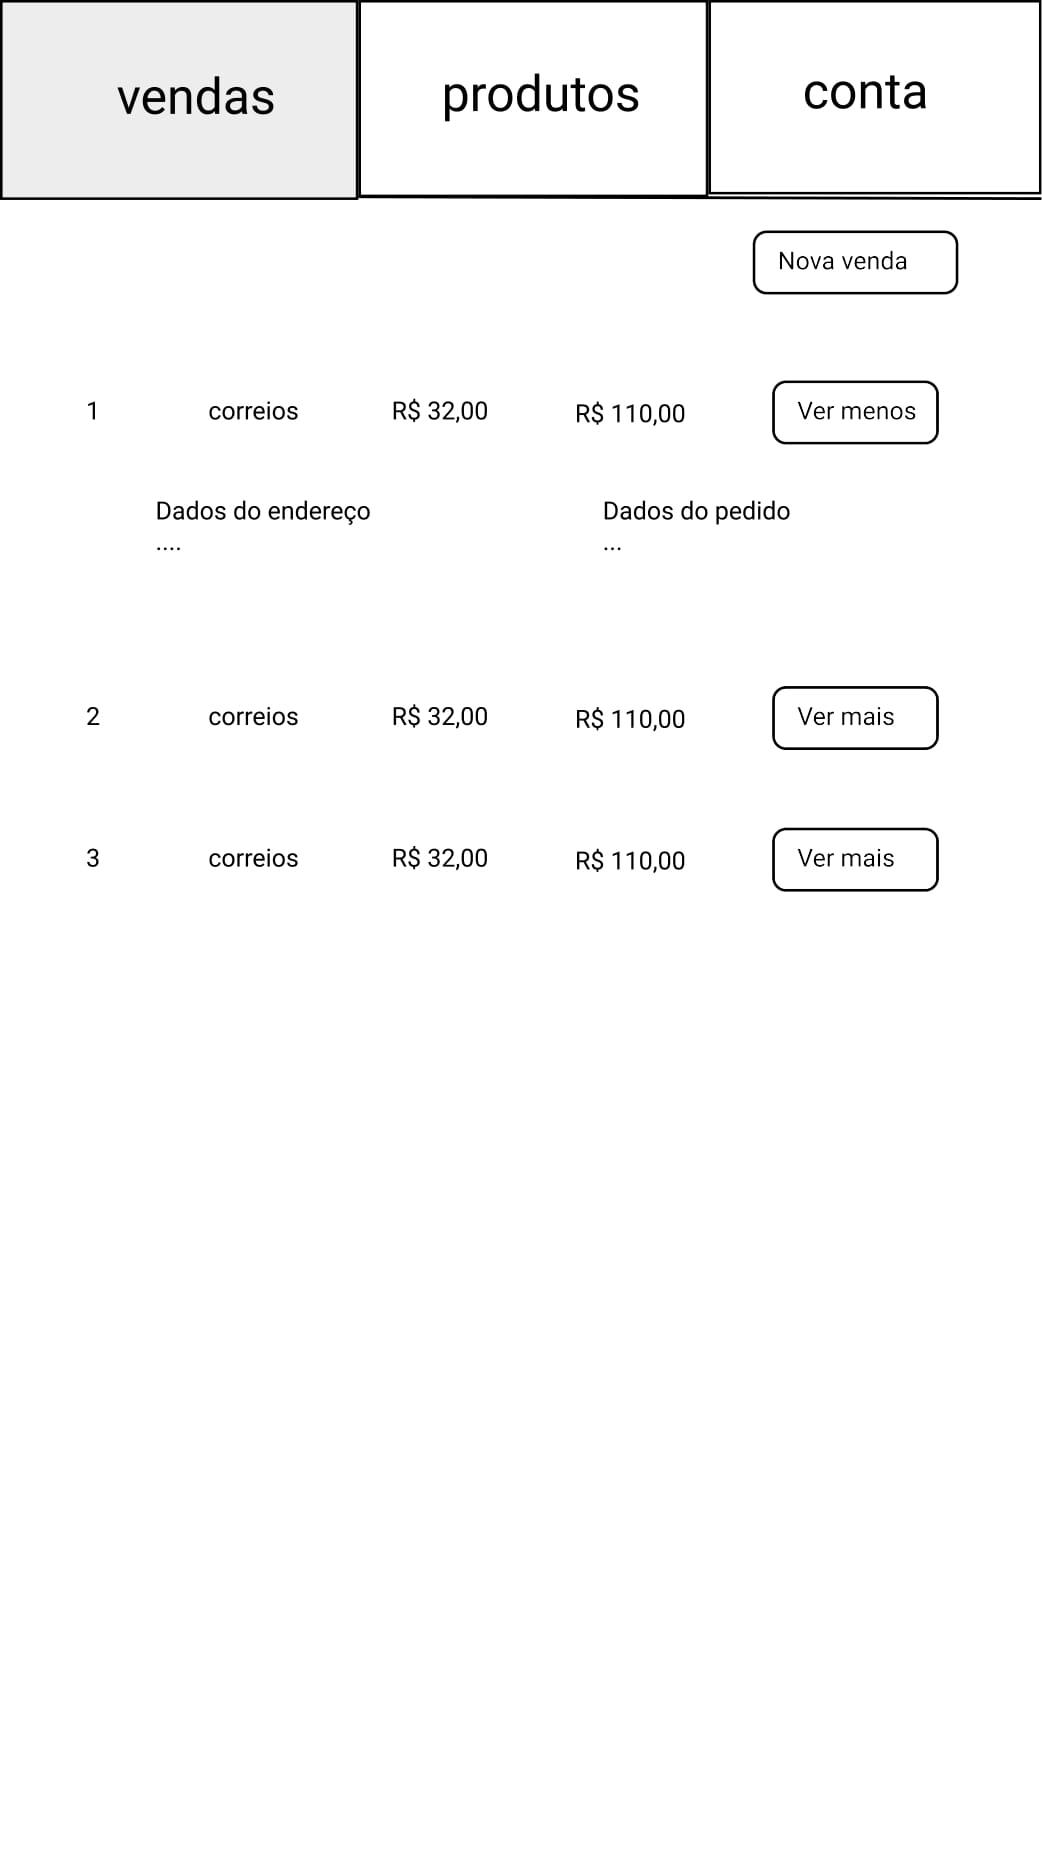 vendas produtos conta
Nova venda
1 correios R$ 32,00 R$ 110,00 Ver menos
Dados do endereço Dados do pedido
.... ...
2 correios R$ 32,00 R$ 110,00 Ver mais
3 correios R$ 32,00 R$ 110,00 Ver mais